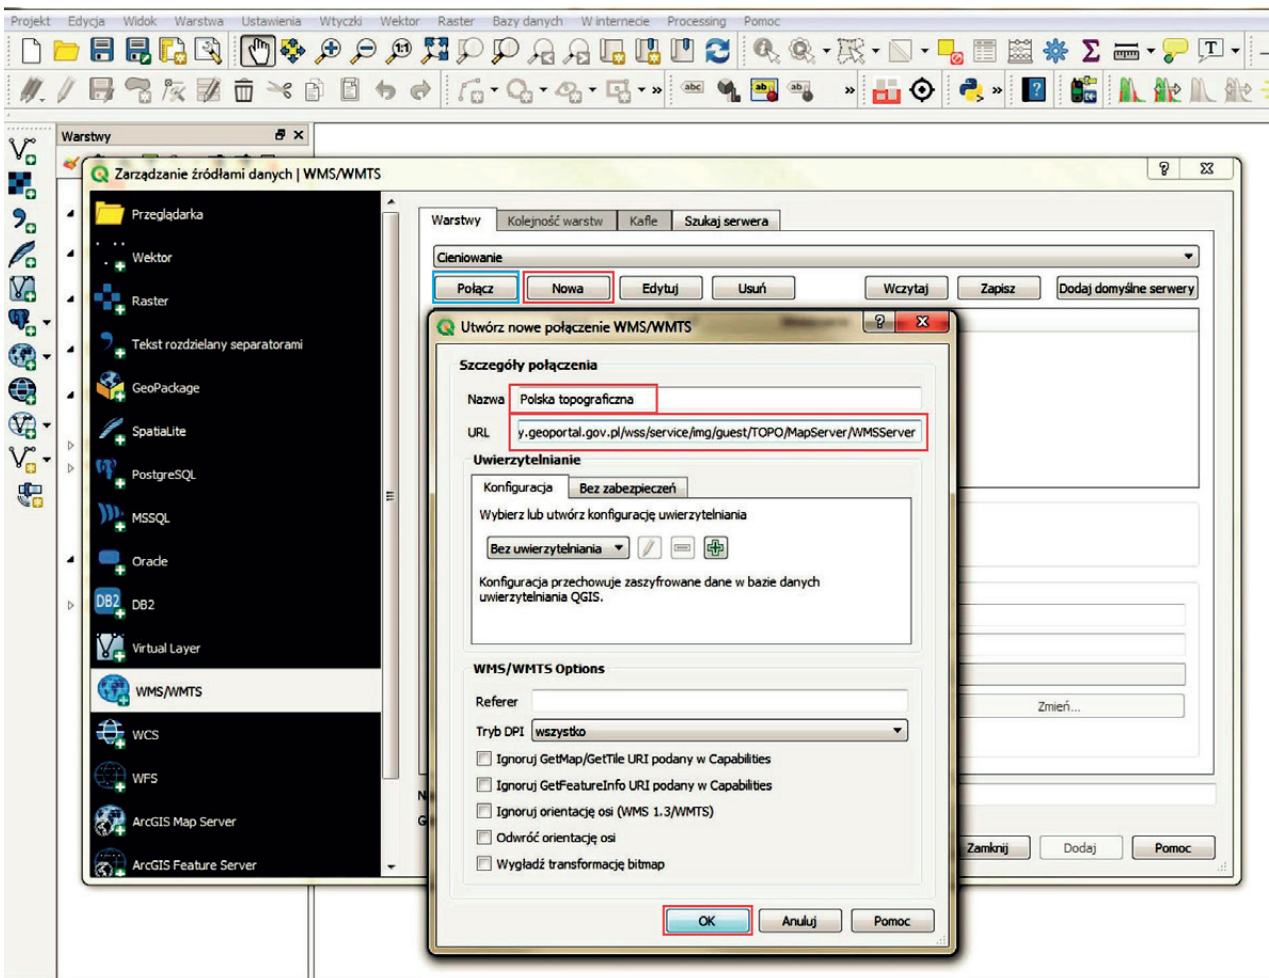 Projekt Edycja Widok Warstwa Ustawienia Wtyczki Wektor Raster Bazy danych W internecie Processing Pomoc
1:1
T
abc ab ab ab
?
Warstwy
Zarządzanie źródłami danych | WMS/WMTS
?
Przeglądarka
Wektor
Raster
Tekst rozdzielany separatorami
GeoPackage
SpatiaLite
PostgreSQL
MSSQL
Oracle
DB2 DB2
Virtual Layer
WMS/WMTS
WCS
WFS
ArcGIS Map Server
ArcGIS Feature Server
Warstwy Kolejność warstw Kafle Szukaj serwera
Cieniowanie
Połącz Nowa Edytuj Usuń Wczytaj Zapisz Dodaj domyślne serwery
Utwórz nowe połączenie WMS/WMTS
?
Szczegóły połączenia
Nazwa Polska topograficzna
URL y.geoportal.gov.pl/wss/service/img/guest/TOPO/MapServer/WMSServer
Uwierzytelnianie
Konfiguracja Bez zabezpieczeń
Wybierz lub utwórz konfigurację uwierzytelniania
Bez uwierzytelniania
Konfiguracja przechowuje zaszyfrowane dane w bazie danych
uwierzytelniania QGIS.
WMS/WMTS Options
Referer
Tryb DPI wszystko
Ignoruj GetMap/GetTile URI podany w Capabilities
Ignoruj GetFeatureInfo URI podany w Capabilities
Ignoruj orientację osi (WMS 1.3/WMTS)
Odwróć orientację osi
Wygładź transformację bitmap
OK Anuluj Pomoc
Zmień...
Zamknij Dodaj Pomoc